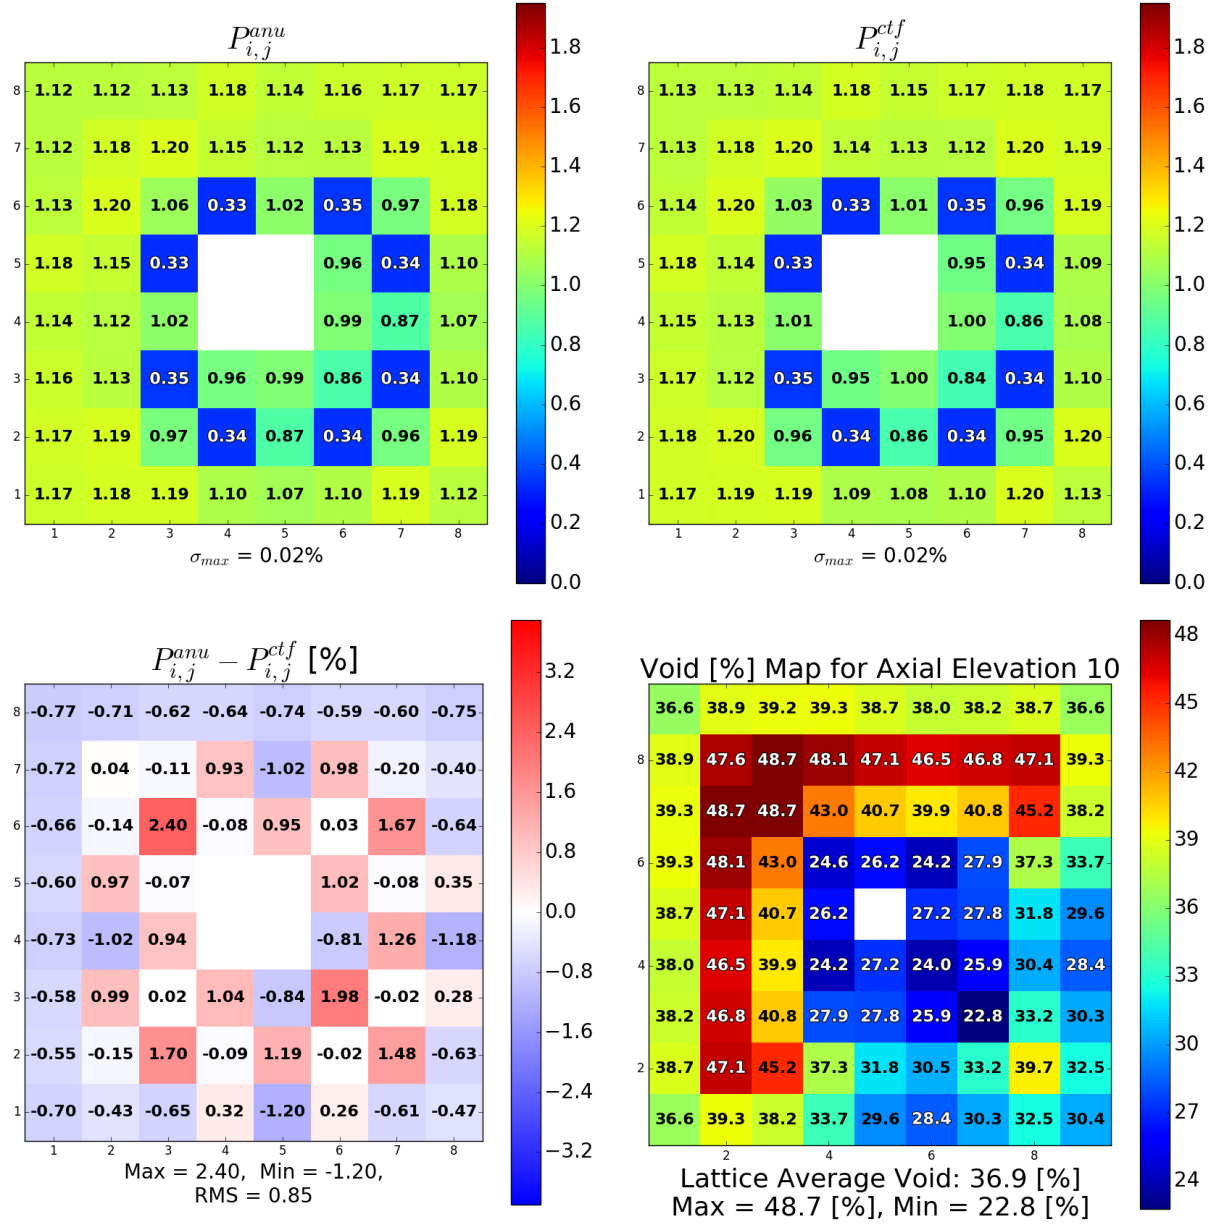 P_{i,j}^{anu}
8 1.12 1.12 1.13 1.18 1.14 1.16 1.17 1.17
7 1.12 1.18 1.20 1.15 1.12 1.13 1.19 1.18
6 1.13 1.20 1.06 0.33 1.02 0.35 0.97 1.18
5 1.18 1.15 0.33 0.96 0.34 1.10
4 1.14 1.12 1.02 0.99 0.87 1.07
3 1.16 1.13 0.35 0.96 0.99 0.86 0.34 1.10
2 1.17 1.19 0.97 0.34 0.87 0.34 0.96 1.19
1 1.17 1.18 1.19 1.10 1.07 1.10 1.19 1.12
1 2 3 4 5 6 7 8
σ_{max} = 0.02%
1.8
1.6
1.4
1.2
1.0
0.8
0.6
0.4
0.2
0.0
P_{i,j}^{ctf}
8 1.13 1.13 1.14 1.18 1.15 1.17 1.18 1.17
7 1.13 1.18 1.20 1.14 1.13 1.12 1.20 1.19
6 1.14 1.20 1.03 0.33 1.01 0.35 0.96 1.19
5 1.18 1.14 0.33 0.95 0.34 1.09
4 1.15 1.13 1.01 1.00 0.86 1.08
3 1.17 1.12 0.35 0.95 1.00 0.84 0.34 1.10
2 1.18 1.20 0.96 0.34 0.86 0.34 0.95 1.20
1 1.17 1.19 1.19 1.09 1.08 1.10 1.20 1.13
1 2 3 4 5 6 7 8
σ_{max} = 0.02%
1.8
1.6
1.4
1.2
1.0
0.8
0.6
0.4
0.2
0.0
P_{i,j}^{anu} − P_{i,j}^{ctf} [%]
8 -0.77 -0.71 -0.62 -0.64 -0.74 -0.59 -0.60 -0.75
7 -0.72 0.04 -0.11 0.93 -1.02 0.98 -0.20 -0.40
6 -0.66 -0.14 2.40 -0.08 0.95 0.03 1.67 -0.64
5 -0.60 0.97 -0.07 1.02 -0.08 0.35
4 -0.73 -1.02 0.94 -0.81 1.26 -1.18
3 -0.58 0.99 0.02 1.04 -0.84 1.98 -0.02 0.28
2 -0.55 -0.15 1.70 -0.09 1.19 -0.02 1.48 -0.63
1 -0.70 -0.43 -0.65 0.32 -1.20 0.26 -0.61 -0.47
1 2 3 4 5 6 7 8
Max = 2.40, Min = -1.20,
RMS = 0.85
3.2
2.4
1.6
0.8
0.0
−0.8
−1.6
−2.4
−3.2
Void [%] Map for Axial Elevation 10
36.6 38.9 39.2 39.3 38.7 38.0 38.2 38.7 36.6
8 38.9 47.6 48.7 48.1 47.1 46.5 46.8 47.1 39.3
39.3 48.7 48.7 43.0 40.7 39.9 40.8 45.2 38.2
6 39.3 48.1 43.0 24.6 26.2 24.2 27.9 37.3 33.7
38.7 47.1 40.7 26.2 27.2 27.8 31.8 29.6
4 38.0 46.5 39.9 24.2 27.2 24.0 25.9 30.4 28.4
38.2 46.8 40.8 27.9 27.8 25.9 22.8 33.2 30.3
2 38.7 47.1 45.2 37.3 31.8 30.5 33.2 39.7 32.5
36.6 39.3 38.2 33.7 29.6 28.4 30.3 32.5 30.4
2 4 6 8
Lattice Average Void: 36.9 [%]
Max = 48.7 [%], Min = 22.8 [%]
48
45
42
39
36
33
30
27
24